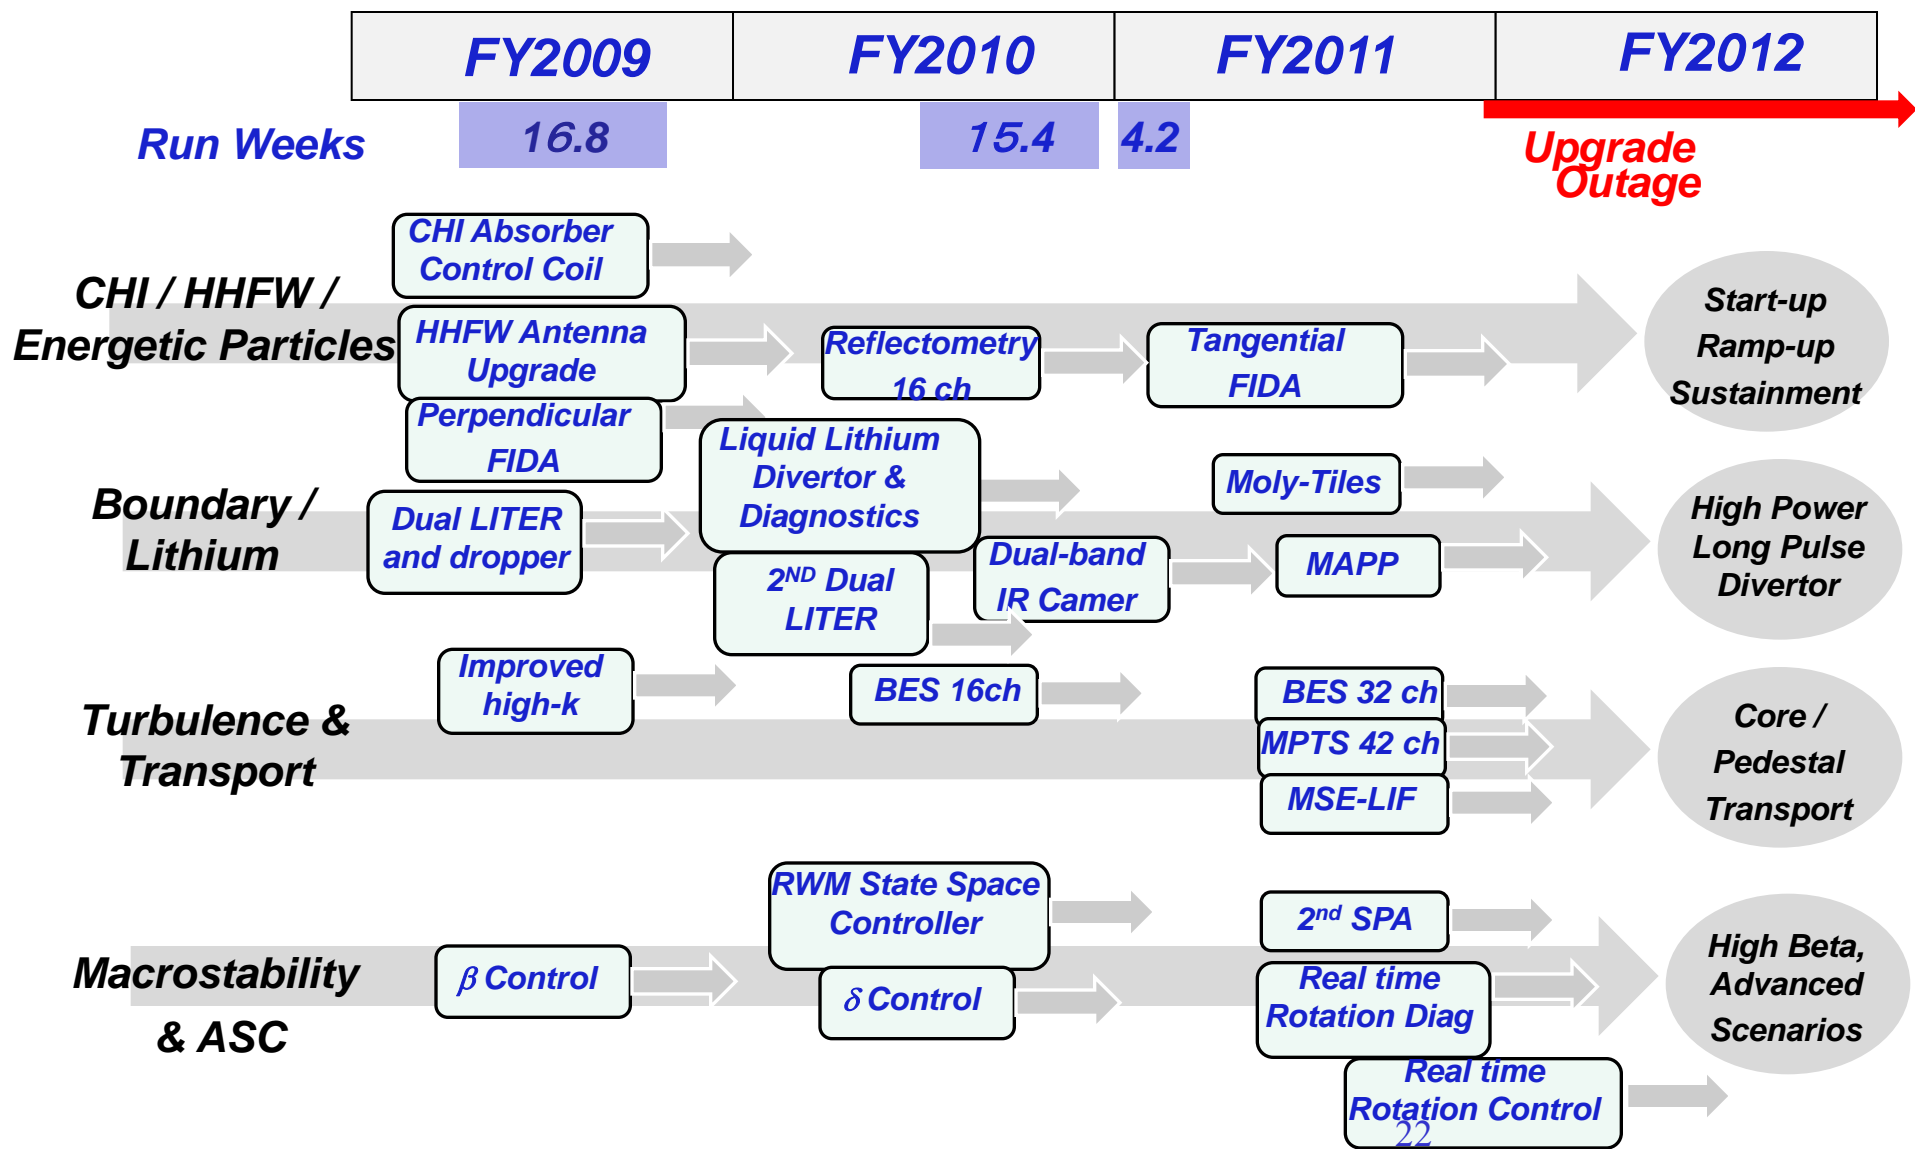 FY2009 FY2010 FY2011 FY2012
Run Weeks 16.8 15.4 4.2
Upgrade
Outage
CHI / HHFW /
Energetic Particles
CHI Absorber
Control Coil
HHFW Antenna
Upgrade
Perpendicular
FIDA
Reflectometry
16 ch
Tangential
FIDA
Start-up
Ramp-up
Sustainment
Boundary /
Lithium
Dual LITER
and dropper
Liquid Lithium
Divertor &
Diagnostics
2ND Dual
LITER
Dual-band
IR Camer
Moly-Tiles
MAPP
High Power
Long Pulse
Divertor
Turbulence &
Transport
Improved
high-k
BES 16ch
BES 32 ch
MPTS 42 ch
MSE-LIF
Core /
Pedestal
Transport
Macrostability
& ASC
β Control
RWM State Space
Controller
δ Control
2nd SPA
Real time
Rotation Diag
Real time
Rotation Control
High Beta,
Advanced
Scenarios
22